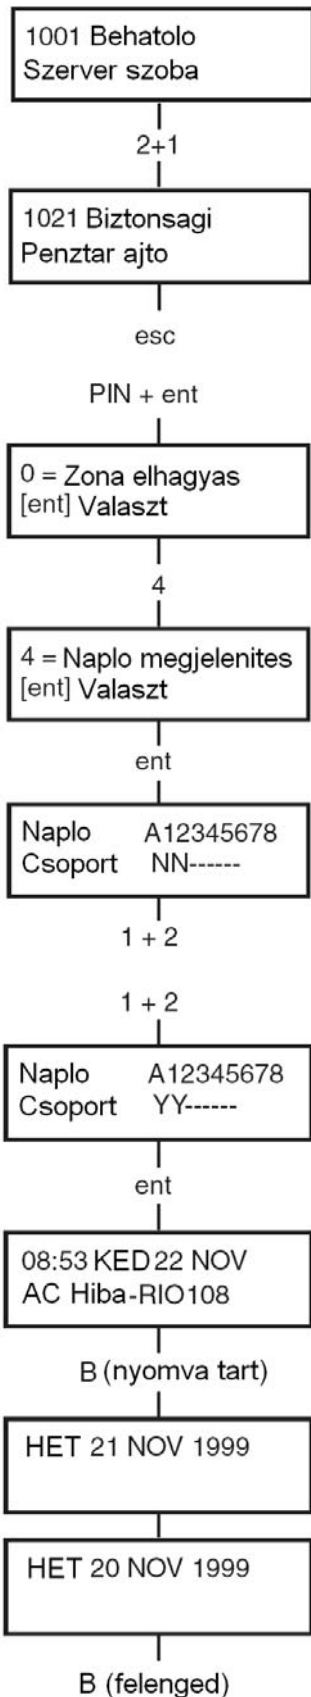 1001 Behatolo
Szerver szoba
2+1
1021 Biztonsagi
Penztar ajto
esc
PIN + ent
0 = Zona elhagyas
[ent] Valaszt
4
4 = Naplo megjelenites
[ent] Valaszt
ent
Naplo A12345678
Csoport NN------
1 + 2
1 + 2
Naplo A12345678
Csoport YY------
ent
08:53 KED 22 NOV
AC Hiba-RIO108
B (nyomva tart)
HET 21 NOV 1999
HET 20 NOV 1999
B (felenged)